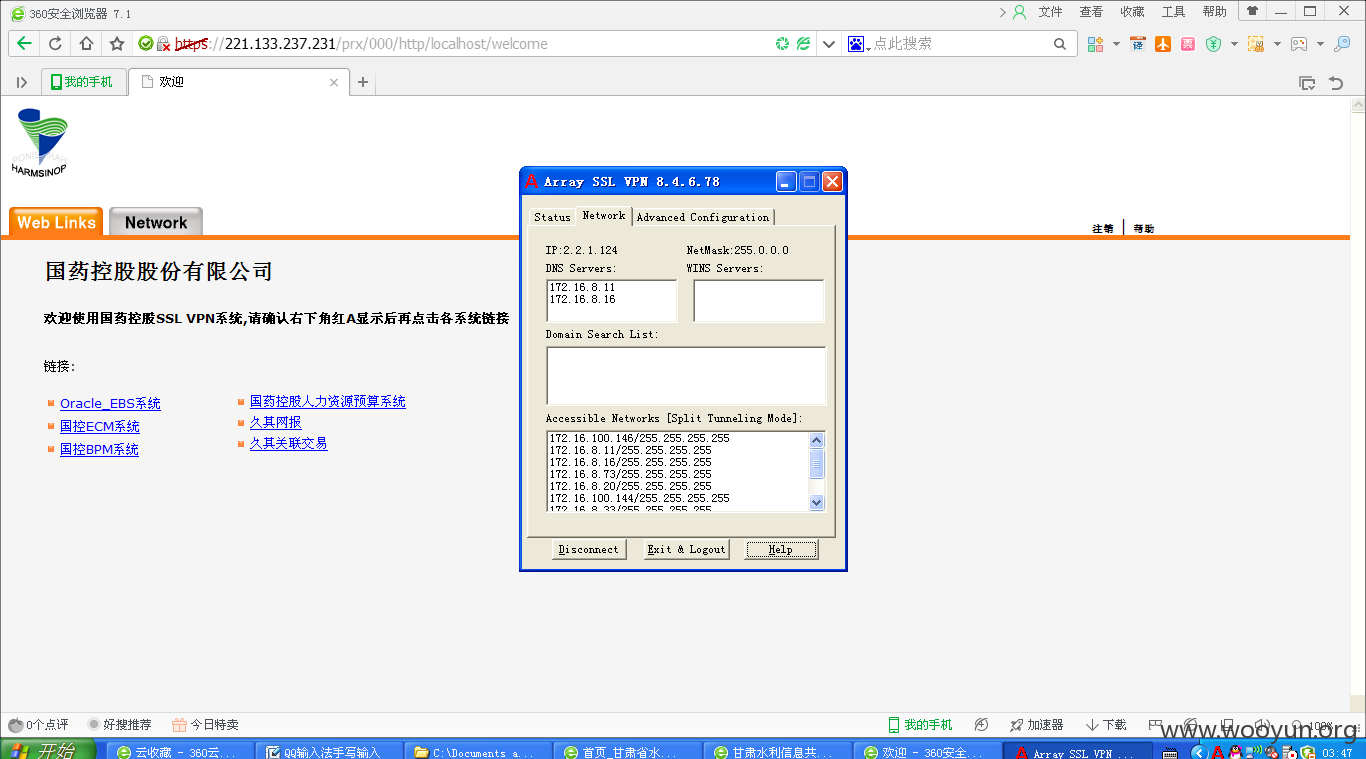 360安全浏览器 7.1
文件 查看 收藏 工具 帮助
https://221.133.237.231/prx/000/http/localhost/welcome
点此搜索
我的手机 欢迎
HARMSINOP
Web Links Network
注销 帮助
国药控股股份有限公司
欢迎使用国药控股SSL VPN系统,请确认右下角红A显示后再点击各系统链接
链接:
Oracle_EBS系统
国控ECM系统
国控BPM系统
国药控股人力资源预算系统
久其网报
久其关联交易
Array SSL VPN 8.4.6.78
Status Network Advanced Configuration
IP:2.2.1.124 NetMask:255.0.0.0
DNS Servers: WINS Servers:
172.16.8.11
172.16.8.16
Domain Search List:
Accessible Networks [Split Tunneling Mode]:
172.16.100.146/255.255.255.255
172.16.8.11/255.255.255.255
172.16.8.16/255.255.255.255
172.16.8.73/255.255.255.255
172.16.8.20/255.255.255.255
172.16.100.144/255.255.255.255
172.16.8.33/255.255.255.255
Disconnect Exit & Logout Help
0个点评 好搜推荐 今日特卖
我的手机 加速器 下载 100%
www.wooyun.org
开始 云收藏 - 360云... QQ输入法手写输入 C:\Documents a... 首页_甘肃省水... 甘肃水利信息共... 欢迎 - 360安全... Array SSL VPN ... 03:47